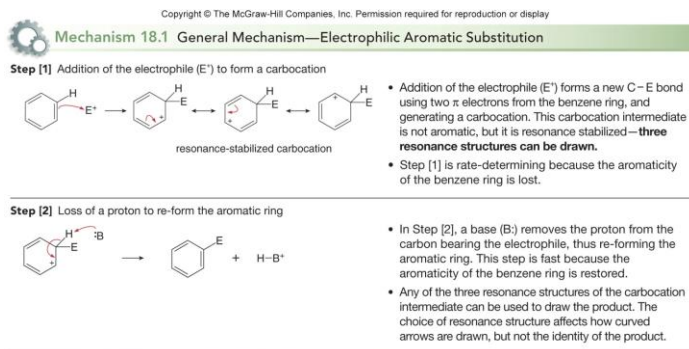 Copyright © The McGraw-Hill Companies, Inc. Permission required for reproduction or display
Mechanism 18.1 General Mechanism—Electrophilic Aromatic Substitution
Step [1] Addition of the electrophile (E⁺) to form a carbocation
H
E⁺
H
E
+
H
E
+
H
E
+
resonance-stabilized carbocation
• Addition of the electrophile (E⁺) forms a new C–E bond
using two π electrons from the benzene ring, and
generating a carbocation. This carbocation intermediate
is not aromatic, but it is resonance stabilized—three
resonance structures can be drawn.
• Step [1] is rate-determining because the aromaticity
of the benzene ring is lost.
Step [2] Loss of a proton to re-form the aromatic ring
H :B
E
+
E
+ H–B⁺
• In Step [2], a base (B:) removes the proton from the
carbon bearing the electrophile, thus re-forming the
aromatic ring. This step is fast because the
aromaticity of the benzene ring is restored.
• Any of the three resonance structures of the carbocation
intermediate can be used to draw the product. The
choice of resonance structure affects how curved
arrows are drawn, but not the identity of the product.